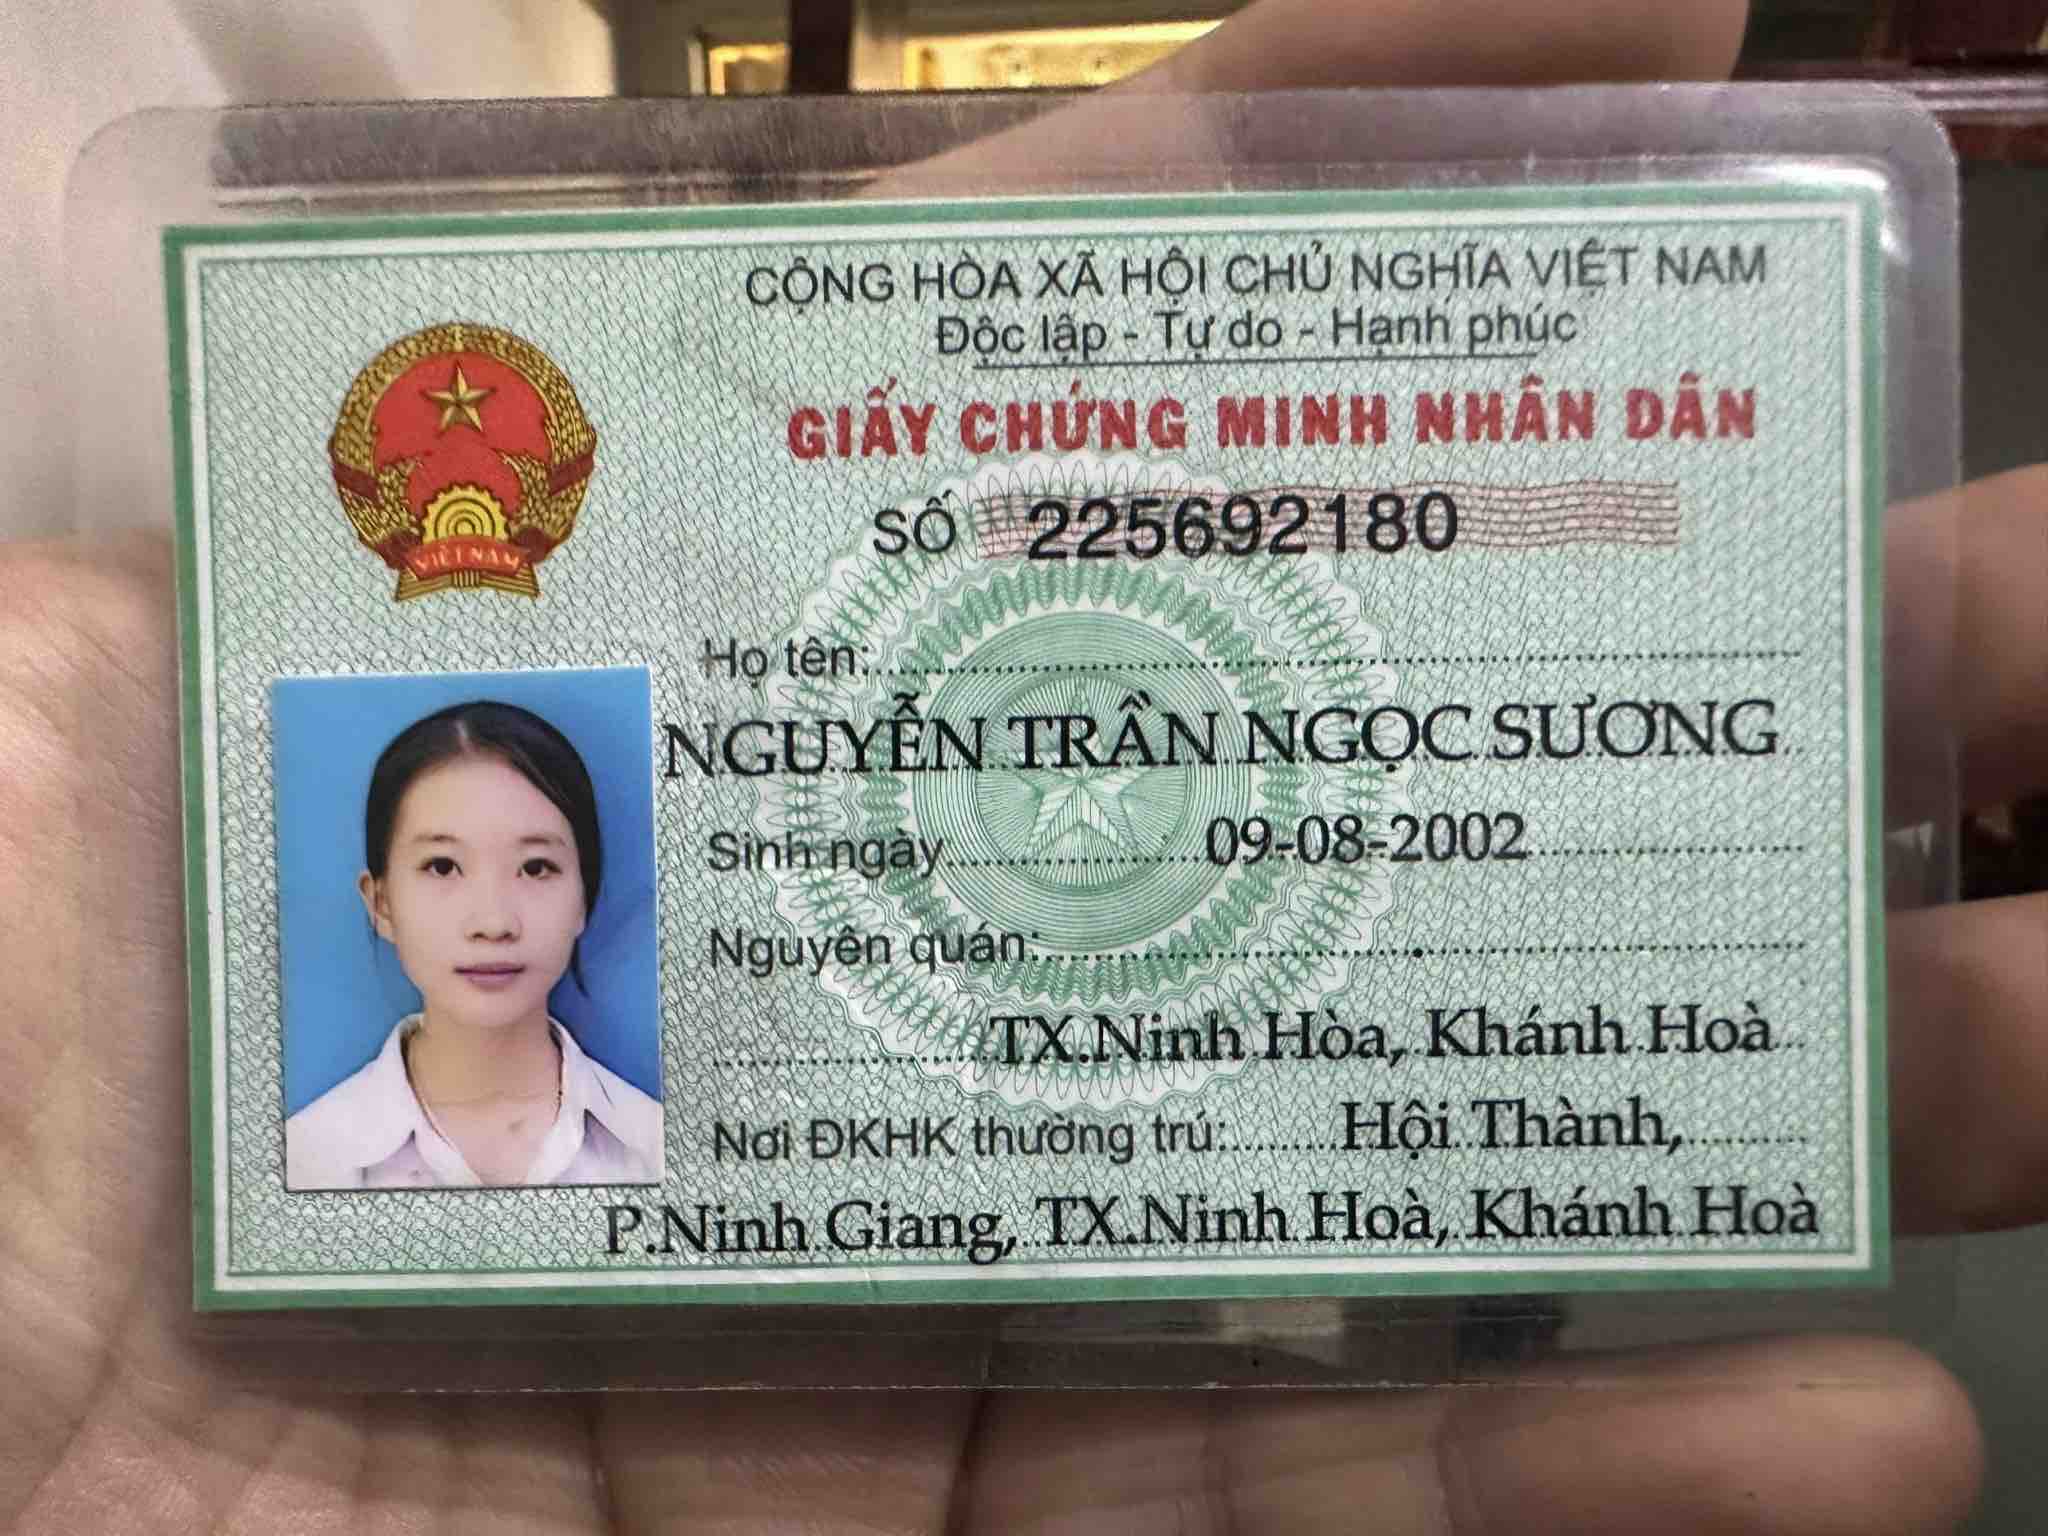 CỘNG HÒA XÃ HỘI CHỦ NGHĨA VIỆT NAM
Độc lập - Tự do - Hạnh phúc
GIẤY CHỨNG MINH NHÂN DÂN
SỐ 225692180
VIỆT NAM
Họ tên:
NGUYỄN TRẦN NGỌC SƯƠNG
Sinh ngày 09-08-2002
Nguyên quán:
TX.Ninh Hòa, Khánh Hoà
Nơi ĐKHK thường trú: Hội Thành,
P.Ninh Giang, TX.Ninh Hoà, Khánh Hoà